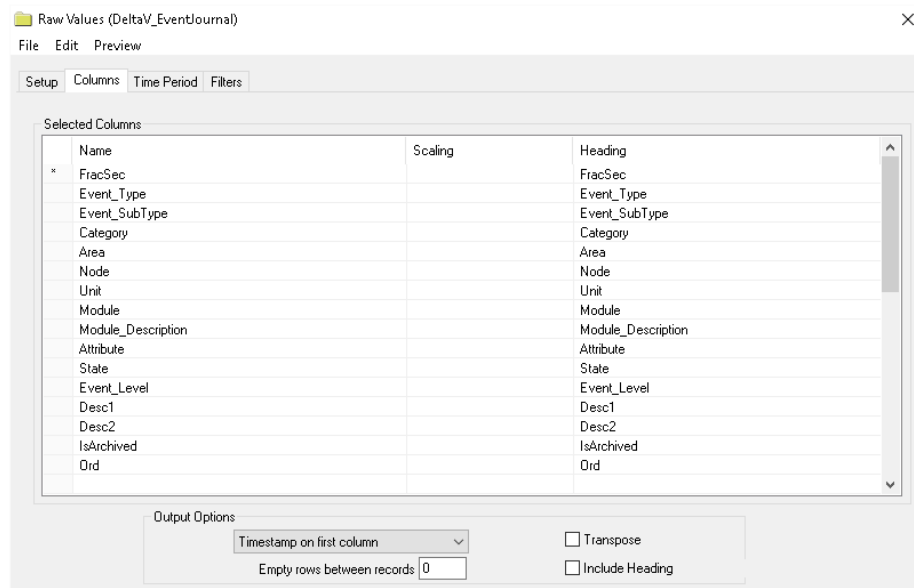 Raw Values (DeltaV_EventJournal)
File Edit Preview
Setup Columns Time Period Filters
Selected Columns
Name Scaling Heading
* FracSec FracSec
Event_Type Event_Type
Event_SubType Event_SubType
Category Category
Area Area
Node Node
Unit Unit
Module Module
Module_Description Module_Description
Attribute Attribute
State State
Event_Level Event_Level
Desc1 Desc1
Desc2 Desc2
IsArchived IsArchived
Ord Ord
Output Options
Timestamp on first column Transpose
Empty rows between records 0 Include Heading